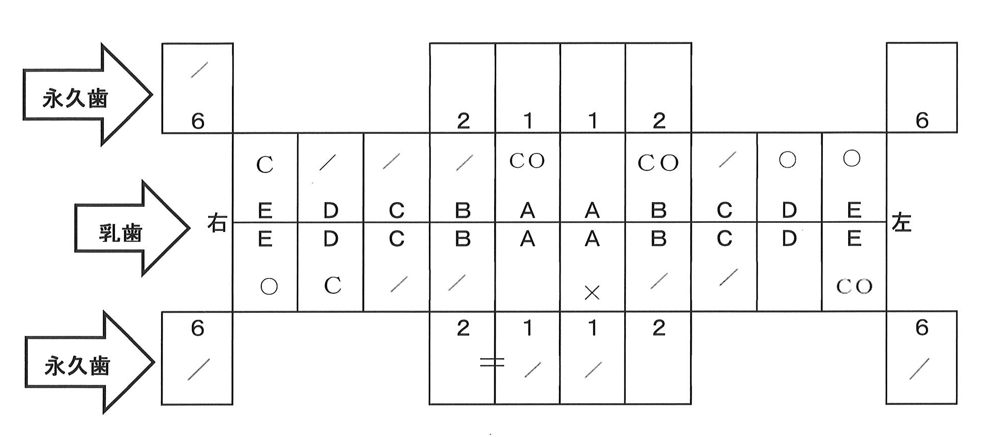 永久歯
/ /
6 2 1 1 2 6
C / / / CO CO / ○ ○
E D C B A A B C D E
乳歯 右 左
E D C B A A B C D E
○ C / / × / / CO
6 2 1 1 2 6
永久歯 / = / / /